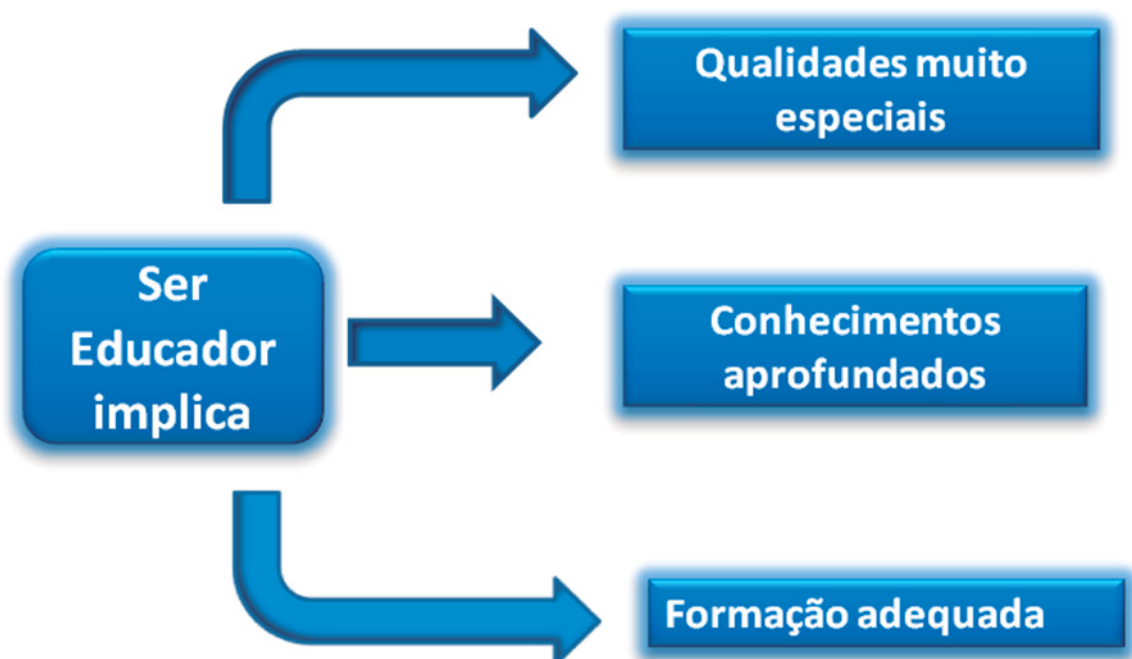 Qualidades muito
especiais
Ser
Educador
implica
Conhecimentos
aprofundados
Formação adequada